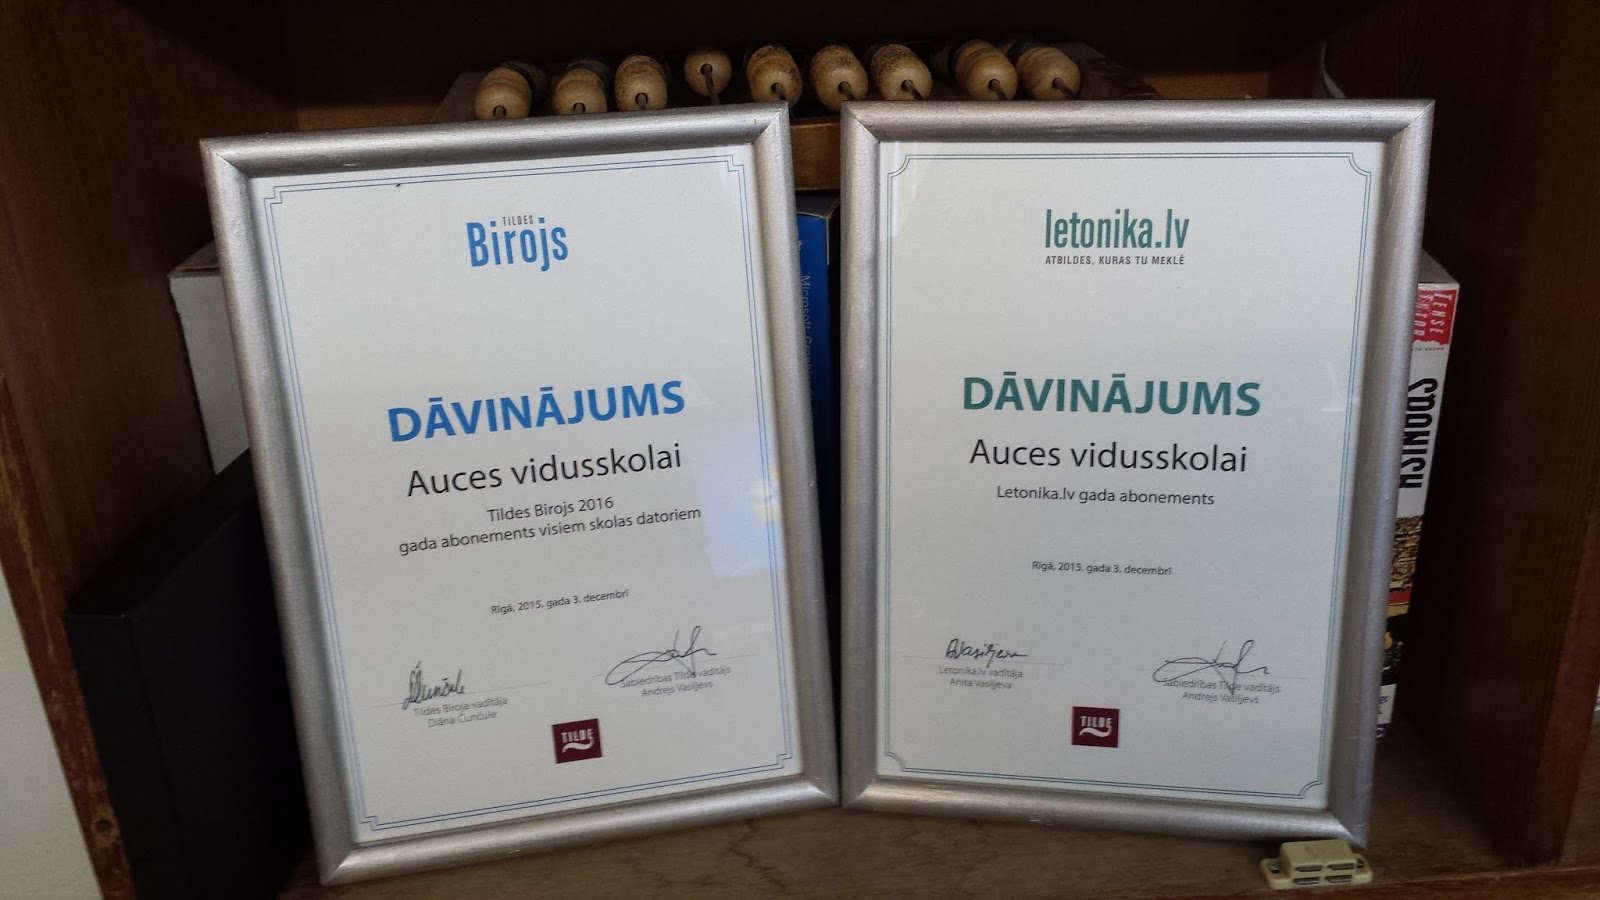 TILDES
Birojs
DĀVINĀJUMS
Auces vidusskolai
Tildes Birojs 2016
gada abonements visiem skolas datoriem
Rīgā, 2015. gada 3. decembrī
Tildes Biroja vadītāja
Diāna Čunčule
Sabiedrības Tilde vadītājs
Andrejs Vasiļjevs
TILDE
letonika.lv
ATBILDES, KURAS TU MEKLĒ
DĀVINĀJUMS
Auces vidusskolai
Letonika.lv gada abonements
Rīgā, 2015. gada 3. decembrī
Letonika.lv vadītāja
Anita Vasiļjeva
Sabiedrības Tilde vadītājs
Andrejs Vasiļjevs
TILDE
Microsoft
TENSE